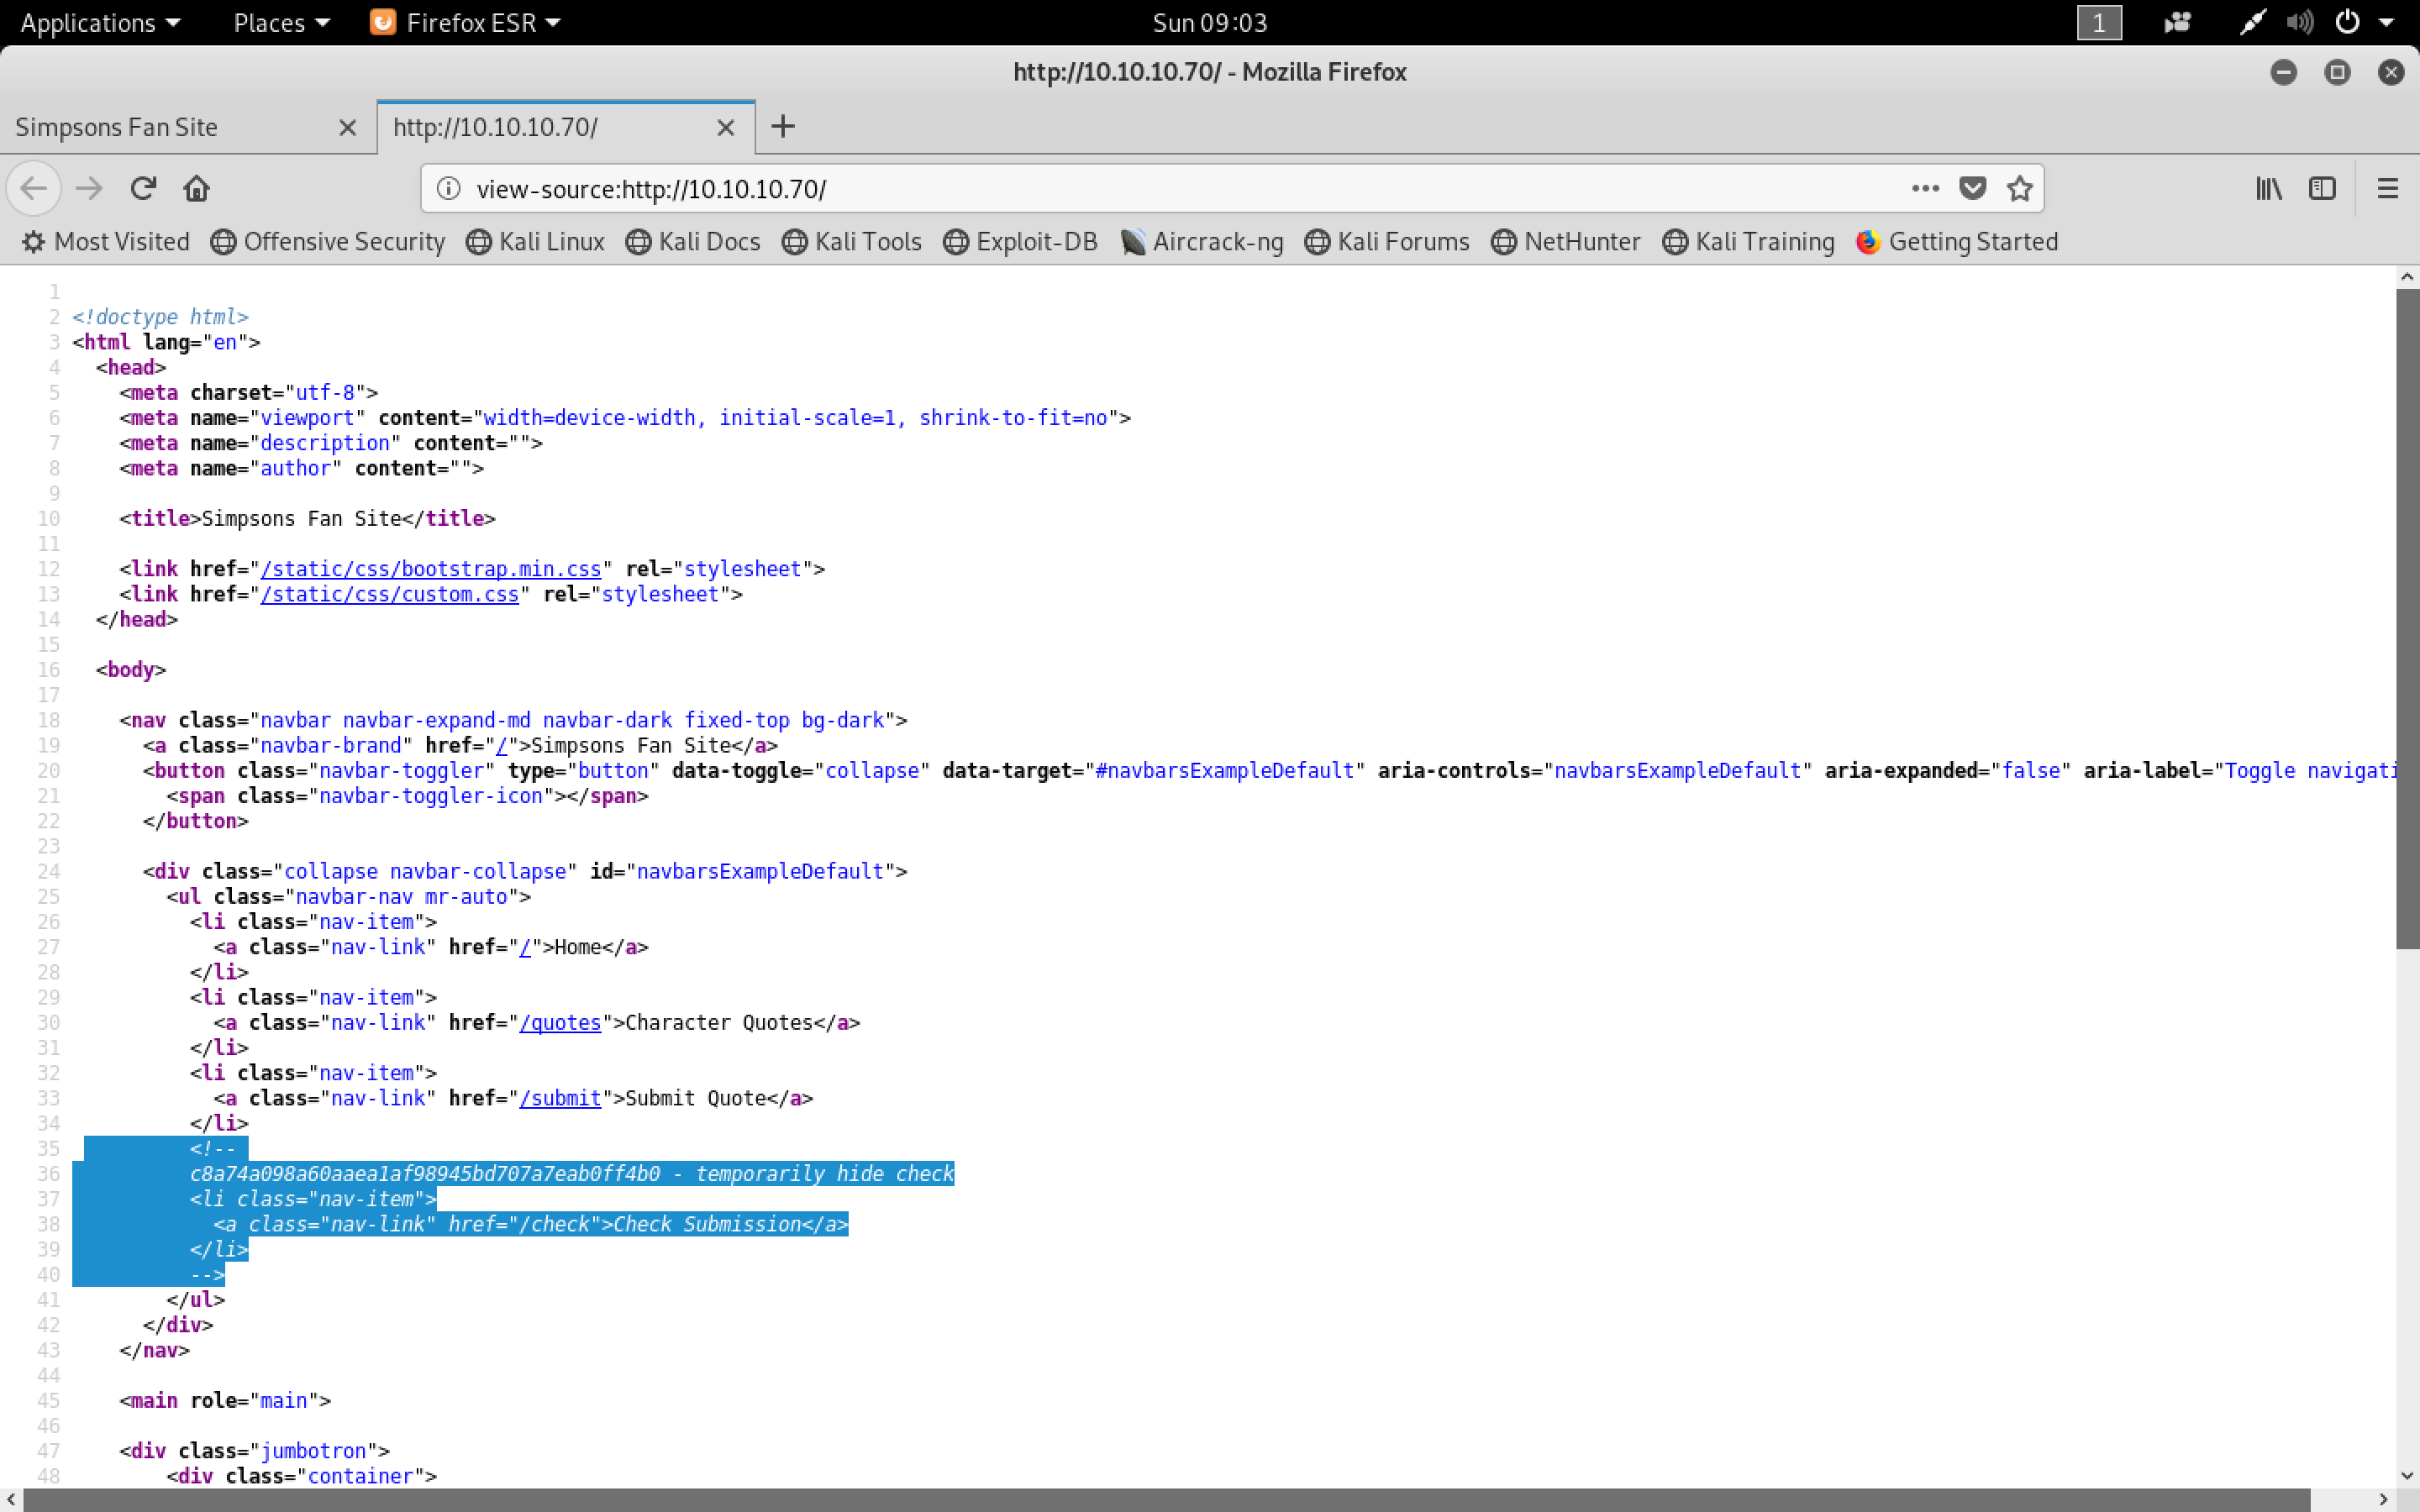 Applications Places Firefox ESR Sun 09:03 1
http://10.10.10.70/ - Mozilla Firefox
Simpsons Fan Site http://10.10.10.70/
view-source:http://10.10.10.70/
Most Visited Offensive Security Kali Linux Kali Docs Kali Tools Exploit-DB Aircrack-ng Kali Forums NetHunter Kali Training Getting Started
1
2 <!doctype html>
3 <html lang="en">
4 <head>
5 <meta charset="utf-8">
6 <meta name="viewport" content="width=device-width, initial-scale=1, shrink-to-fit=no">
7 <meta name="description" content="">
8 <meta name="author" content="">
9
10 <title>Simpsons Fan Site</title>
11
12 <link href="/static/css/bootstrap.min.css" rel="stylesheet">
13 <link href="/static/css/custom.css" rel="stylesheet">
14 </head>
15
16 <body>
17
18 <nav class="navbar navbar-expand-md navbar-dark fixed-top bg-dark">
19 <a class="navbar-brand" href="/">Simpsons Fan Site</a>
20 <button class="navbar-toggler" type="button" data-toggle="collapse" data-target="#navbarsExampleDefault" aria-controls="navbarsExampleDefault" aria-expanded="false" aria-label="Toggle navigati
21 <span class="navbar-toggler-icon"></span>
22 </button>
23
24 <div class="collapse navbar-collapse" id="navbarsExampleDefault">
25 <ul class="navbar-nav mr-auto">
26 <li class="nav-item">
27 <a class="nav-link" href="/">Home</a>
28 </li>
29 <li class="nav-item">
30 <a class="nav-link" href="/quotes">Character Quotes</a>
31 </li>
32 <li class="nav-item">
33 <a class="nav-link" href="/submit">Submit Quote</a>
34 </li>
35 <!--
36 c8a74a098a60aaea1af98945bd707a7eab0ff4b0 - temporarily hide check
37 <li class="nav-item">
38 <a class="nav-link" href="/check">Check Submission</a>
39 </li>
40 -->
41 </ul>
42 </div>
43 </nav>
44
45 <main role="main">
46
47 <div class="jumbotron">
48 <div class="container">